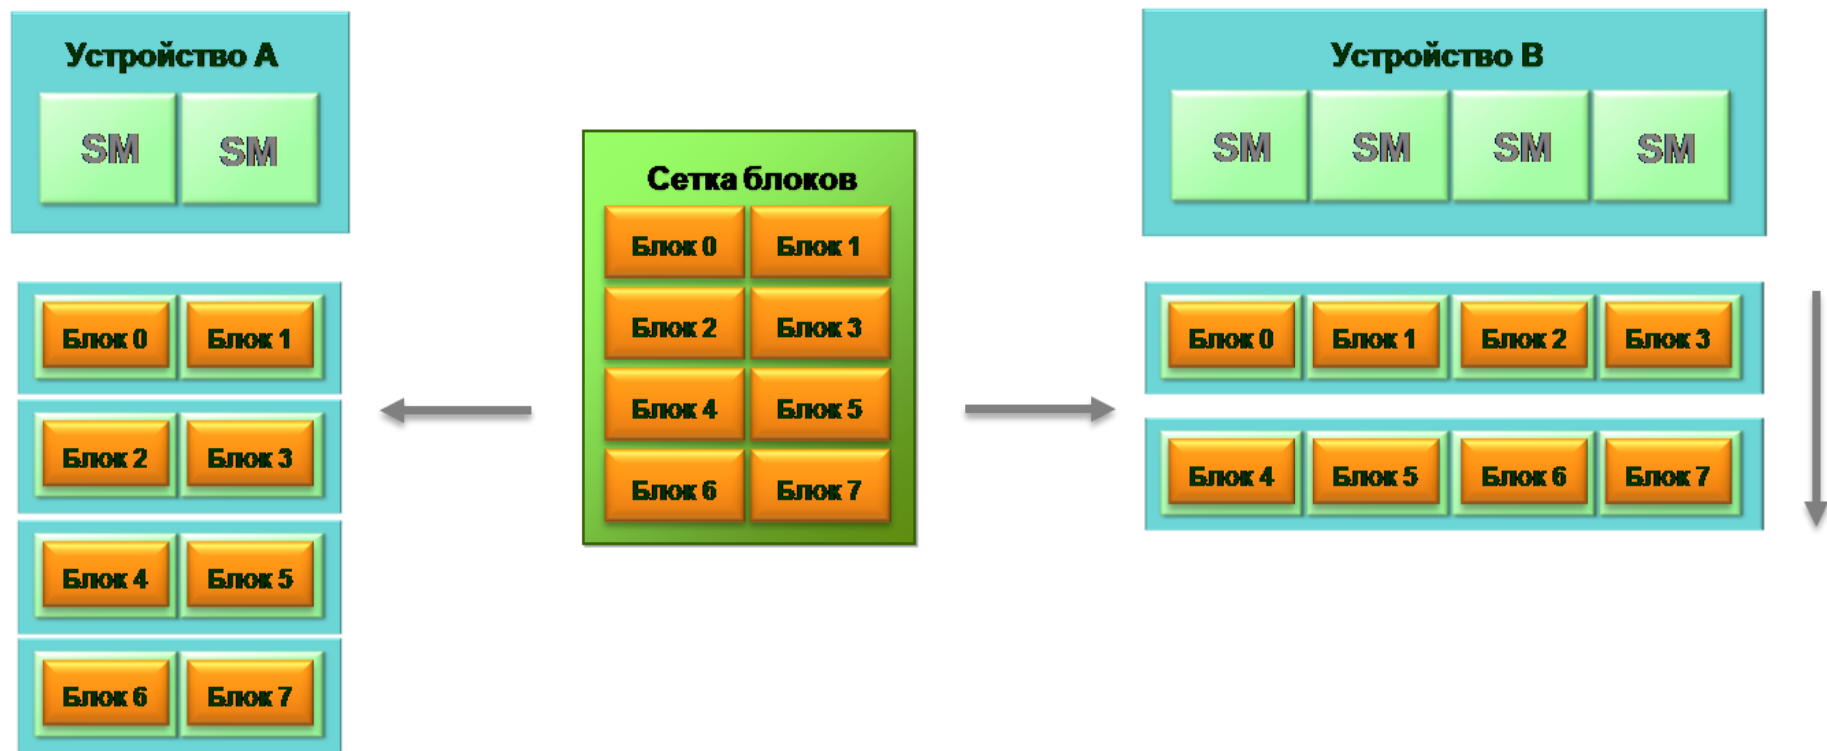 Устройство A
SM
SM
Блок 0
Блок 1
Блок 2
Блок 3
Блок 4
Блок 5
Блок 6
Блок 7
Сетка блоков
Блок 0
Блок 1
Блок 2
Блок 3
Блок 4
Блок 5
Блок 6
Блок 7
Устройство B
SM
SM
SM
SM
Блок 0
Блок 1
Блок 2
Блок 3
Блок 4
Блок 5
Блок 6
Блок 7